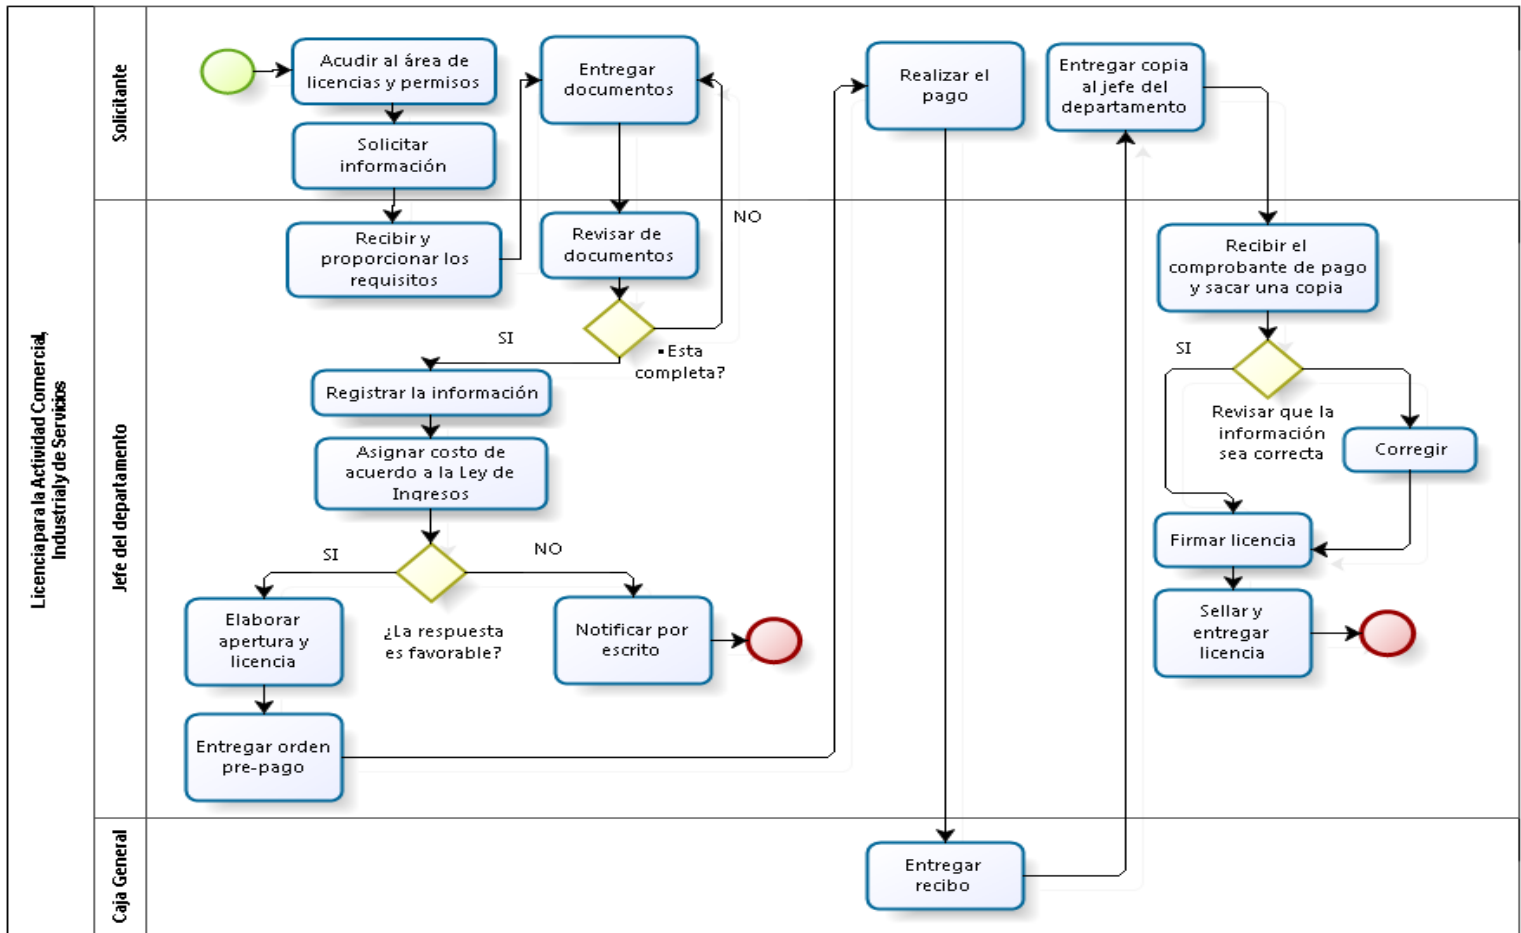 Licenciapara la Actividad Comercial,
Industrialy de Servicios
Solicitante
Acudir al área de
licencias y permisos
Solicitar
información
Entregar
documentos
Realizar el
pago
Entregar copia
al jefe del
departamento
Jefe del departamento
Recibir y
proporcionar los
requisitos
Revisar de
documentos
NO
SI
Esta
completa?
Registrar la información
Asignar costo de
acuerdo a la Ley de
Ingresos
SI
NO
¿La respuesta
es favorable?
Elaborar
apertura y
licencia
Notificar por
escrito
Entregar orden
pre-pago
Recibir el
comprobante de pago
y sacar una copia
SI
Revisar que la
información
sea correcta
Corregir
Firmar licencia
Sellar y
entregar
licencia
Caja General
Entregar
recibo